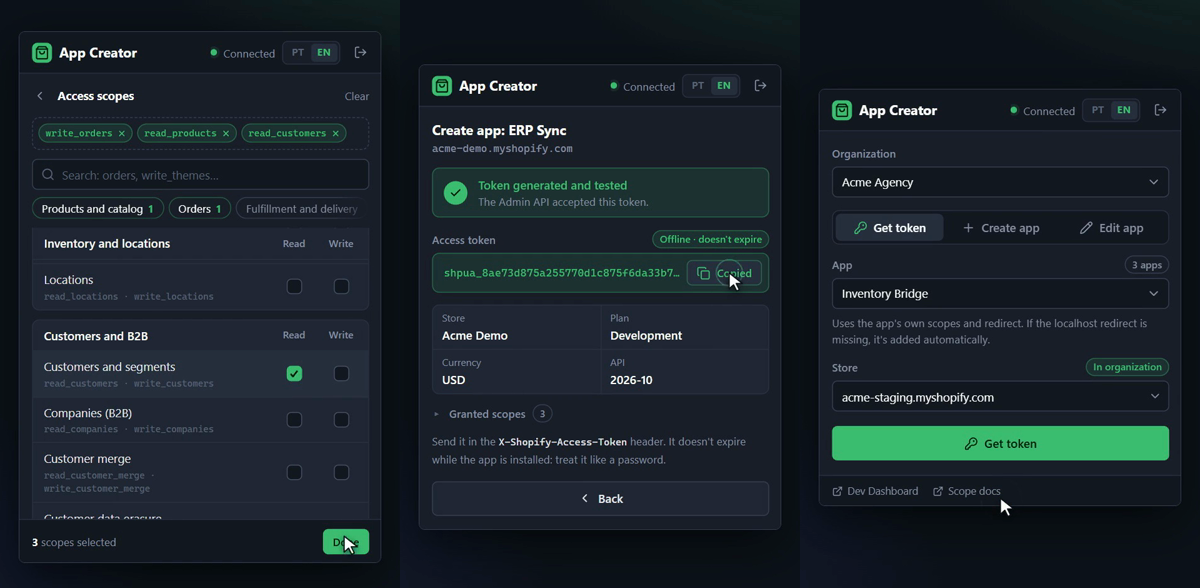 App Creator
Connected
PT EN
Access scopes
Clear
write_orders ×
read_products ×
read_customers ×
Search: orders, write_themes...
Products and catalog 1
Orders 1
Fulfillment and delivery
Inventory and locations Read Write
Locations
read_locations · write_locations
Customers and B2B Read Write
Customers and segments
read_customers · write_customers
Companies (B2B)
read_companies · write_companies
Customer merge
read_customer_merge ·
write_customer_merge
Customer data erasure
3 scopes selected
App Creator
Connected
PT EN
Create app: ERP Sync
acme-demo.myshopify.com
Token generated and tested
The Admin API accepted this token.
Access token
Offline · doesn't expire
shpua_8ae73d875a255770d1c875f6da33b7…
Copied
Store
Acme Demo
Plan
Development
Currency
USD
API
2026-10
Granted scopes 3
Send it in the X-Shopify-Access-Token header. It doesn't expire
while the app is installed: treat it like a password.
Back
App Creator
Connected
PT EN
Organization
Acme Agency
Get token
Create app
Edit app
App
3 apps
Inventory Bridge
Uses the app's own scopes and redirect. If the localhost redirect is
missing, it's added automatically.
Store
In organization
acme-staging.myshopify.com
Get token
Dev Dashboard
Scope docs